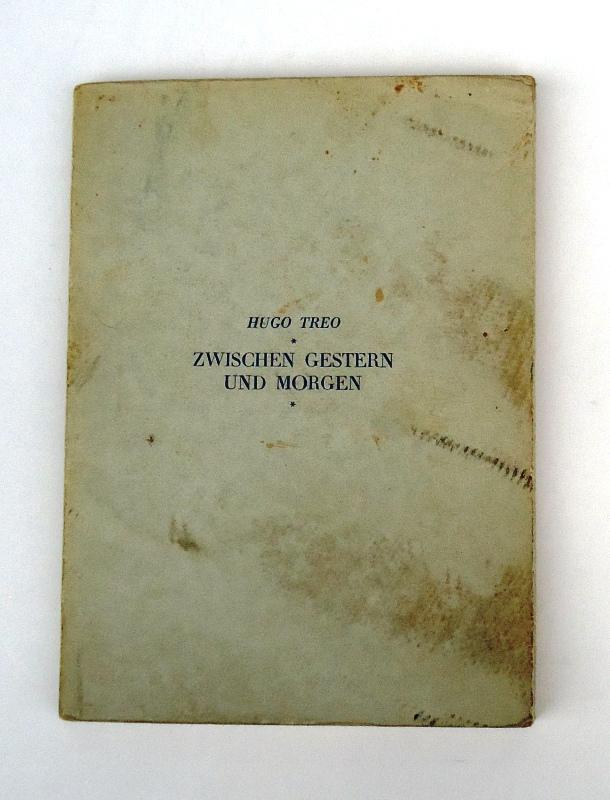 HUGO TREO
*
ZWISCHEN GESTERN
UND MORGEN
*